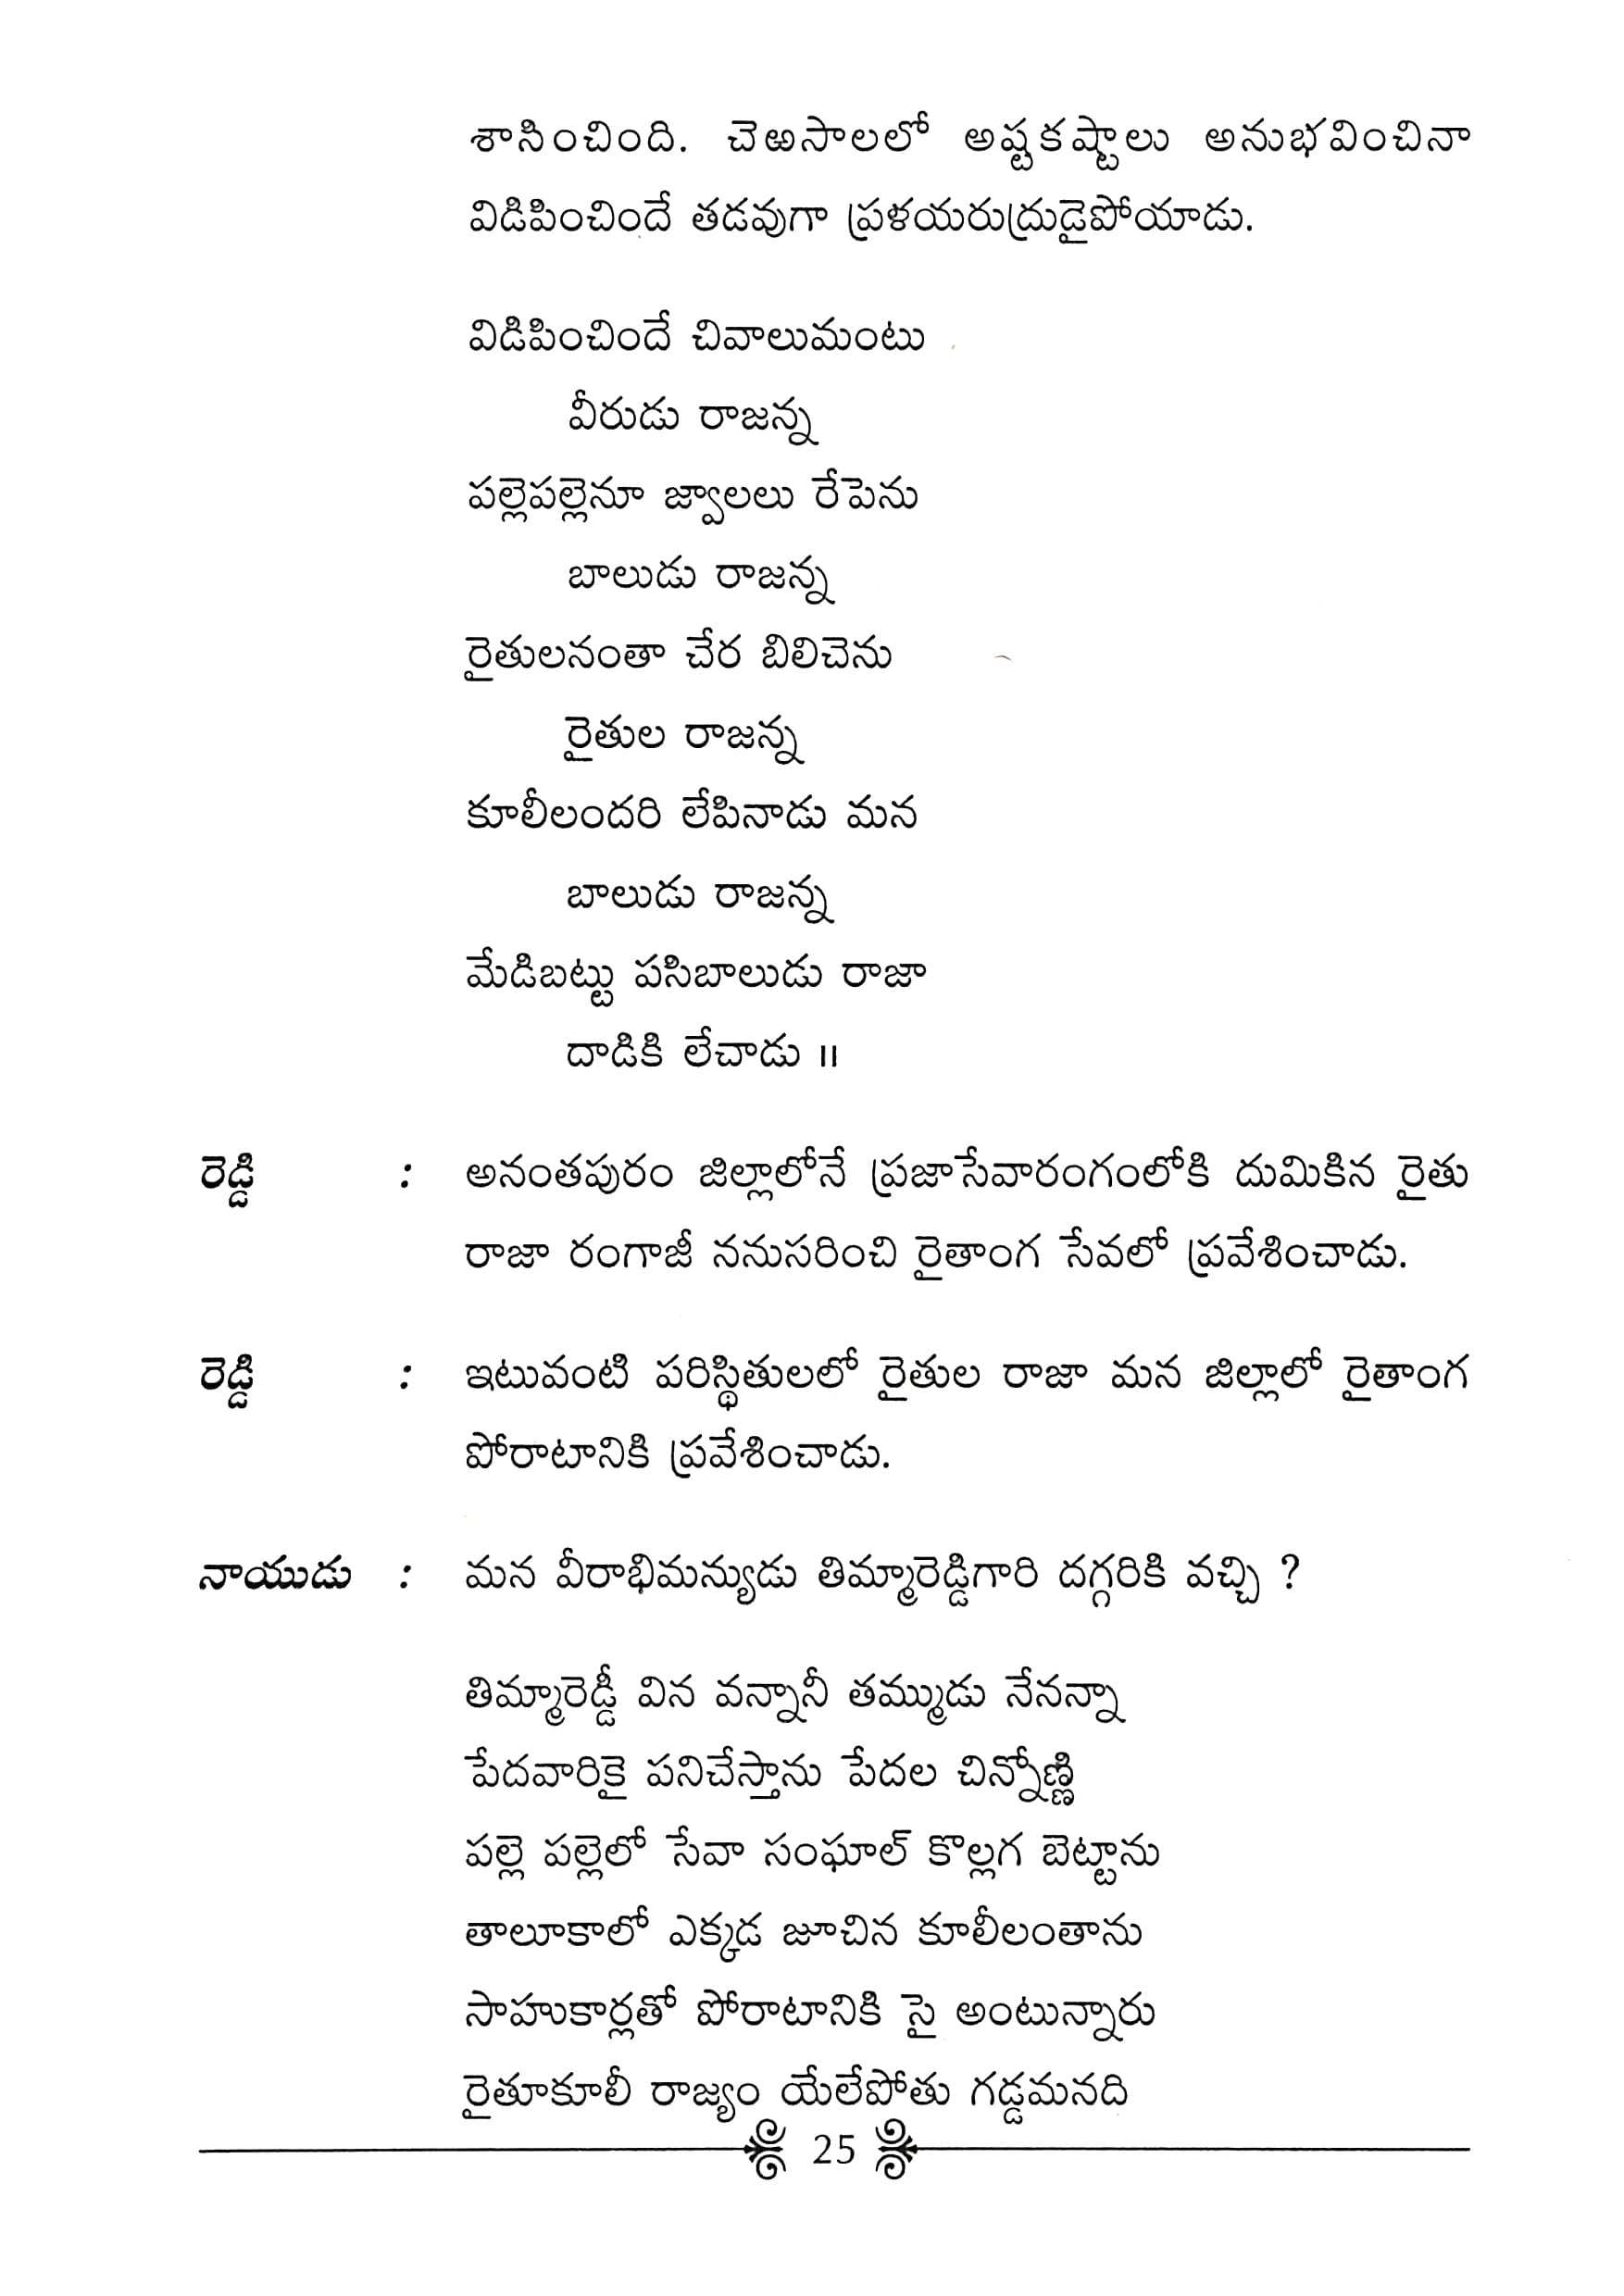 శాసించింది. చెఱసాలలో అష్టకష్టాలు అనుభవించినా
విడిపించిందే తడవుగా ప్రళయరుద్రుడైపోయాడు.
విడిపించిందే చివాలుమంటు
వీరుడు రాజన్న
పల్లెపల్లెనూ జ్వాలలు రేపెను
బాలుడు రాజన్న
రైతులనంతా చేర బిలిచెను
రైతుల రాజన్న
కూలీలందరి లేపినాడు మన
బాలుడు రాజన్న
మేడిబట్టు పసిబాలుడు రాజా
దాడికి లేచాడు ॥
రెడ్డి : అనంతపురం జిల్లాలోనే ప్రజాసేవారంగంలోకి దుమికిన రైతు
రాజా రంగాజీ ననుసరించి రైతాంగ సేవలో ప్రవేశించాడు.
రెడ్డి : ఇటువంటి పరిస్థితులలో రైతుల రాజా మన జిల్లాలో రైతాంగ
పోరాటానికి ప్రవేశించాడు.
నాయుడు : మన వీరాభిమన్యుడు తిమ్మారెడ్డిగారి దగ్గరికి వచ్చి ?
తిమ్మారెడ్డీ విన వన్నానీ తమ్ముడు నేనన్నా
పేదవారికై పనిచేస్తాను పేదల చిన్నోణ్ణి
పల్లె పల్లెలో సేవా సంఘాల్ కొల్లగ బెట్టాను
తాలూకాలో ఎక్కడ జూచిన కూలీలంతాను
సాహుకార్లతో పోరాటానికి సై అంటున్నారు
రైతూకూలీ రాజ్యం యేలేపోతు గడ్డమనది
25